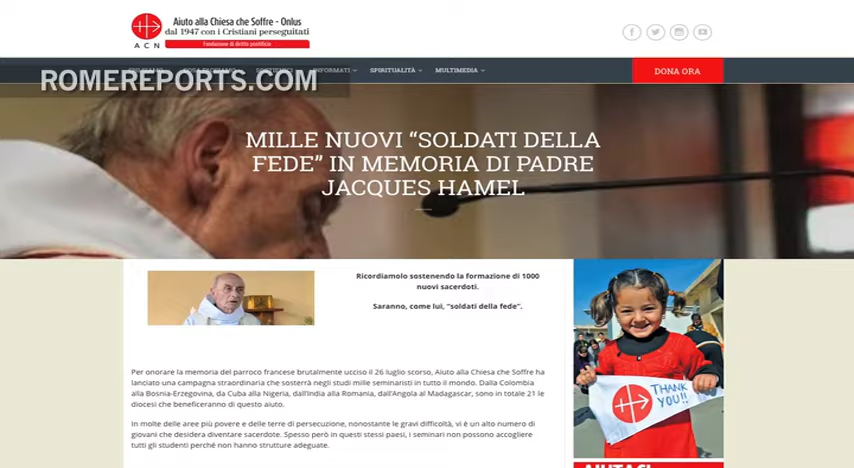 Aiuto alla Chiesa che Soffre - Onlus
dal 1947 con i Cristiani perseguitati
Fondazione di diritto pontificio
ACN
INFORMATI SPIRITUALITÀ MULTIMEDIA DONA ORA
ROMEREPORTS.COM
MILLE NUOVI “SOLDATI DELLA
FEDE” IN MEMORIA DI PADRE
JACQUES HAMEL
Ricordiamolo sostenendo la formazione di 1000
nuovi sacerdoti.
Saranno, come lui, “soldati della fede”.
Per onorare la memoria del parroco francese brutalmente ucciso il 26 luglio scorso, Aiuto alla Chiesa che Soffre ha
lanciato una campagna straordinaria che sosterrà negli studi mille seminaristi in tutto il mondo. Dalla Colombia
alla Bosnia-Erzegovina, da Cuba alla Nigeria, dall'India alla Romania, dall'Angola al Madagascar, sono in totale 21 le
diocesi che beneficeranno di questo aiuto.
In molte delle aree più povere e delle terre di persecuzione, nonostante le gravi difficoltà, vi è un alto numero di
giovani che desidera diventare sacerdote. Spesso però in questi stessi paesi, i seminari non possono accogliere
tutti gli studenti perché non hanno strutture adeguate.
THANK
YOU!!